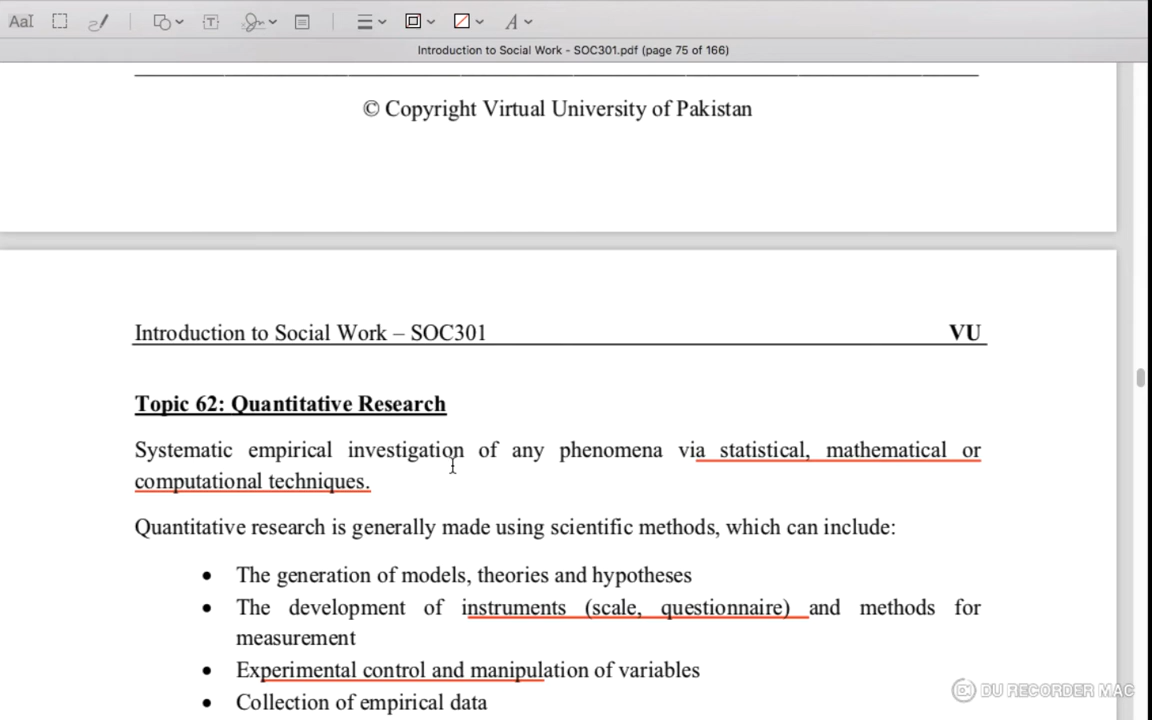 AaI T A
Introduction to Social Work - SOC301.pdf (page 75 of 166)
© Copyright Virtual University of Pakistan
Introduction to Social Work – SOC301 VU
Topic 62: Quantitative Research
Systematic empirical investigation of any phenomena via statistical, mathematical or
computational techniques.
Quantitative research is generally made using scientific methods, which can include:
• The generation of models, theories and hypotheses
• The development of instruments (scale, questionnaire) and methods for
measurement
• Experimental control and manipulation of variables
• Collection of empirical data
DU RECORDER MAC